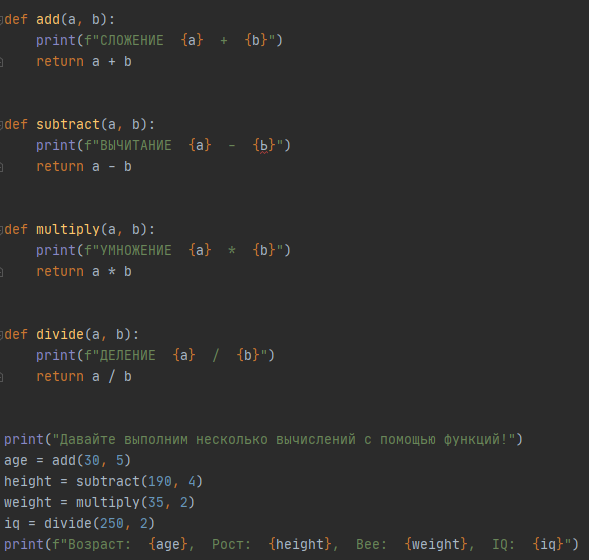 def add(a, b):
    print(f"СЛОЖЕНИЕ  {a}  +  {b}")
    return a + b
def subtract(a, b):
    print(f"ВЫЧИТАНИЕ  {a}  -  {b}")
    return a - b
def multiply(a, b):
    print(f"УМНОЖЕНИЕ  {a}  *  {b}")
    return a * b
def divide(a, b):
    print(f"ДЕЛЕНИЕ  {a}  /  {b}")
    return a / b
print("Давайте выполним несколько вычислений с помощью функций!")
age = add(30, 5)
height = subtract(190, 4)
weight = multiply(35, 2)
iq = divide(250, 2)
print(f"Возраст:  {age},  Рост:  {height},  Вее:  {weight},  IQ:  {iq}")